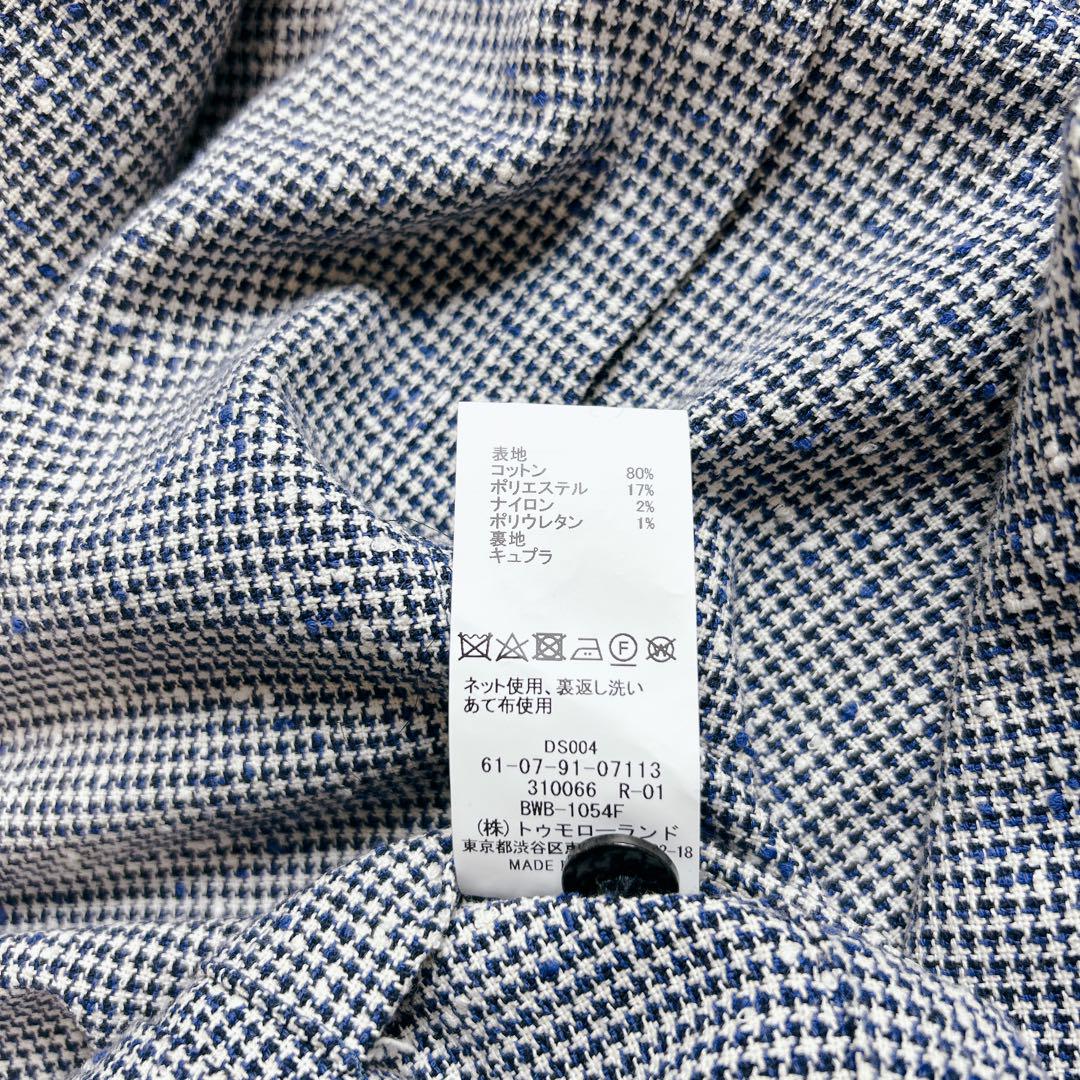 表地
コットン 80%
ポリエステル 17%
ナイロン 2%
ポリウレタン 1%
裏地
キュプラ
F
W
ネット使用、裏返し洗い
あて布使用
DS004
61-07-91-07113
310066 R-01
BWB-1054F
(株)トゥモローランド
東京都渋谷区 -18
MADE